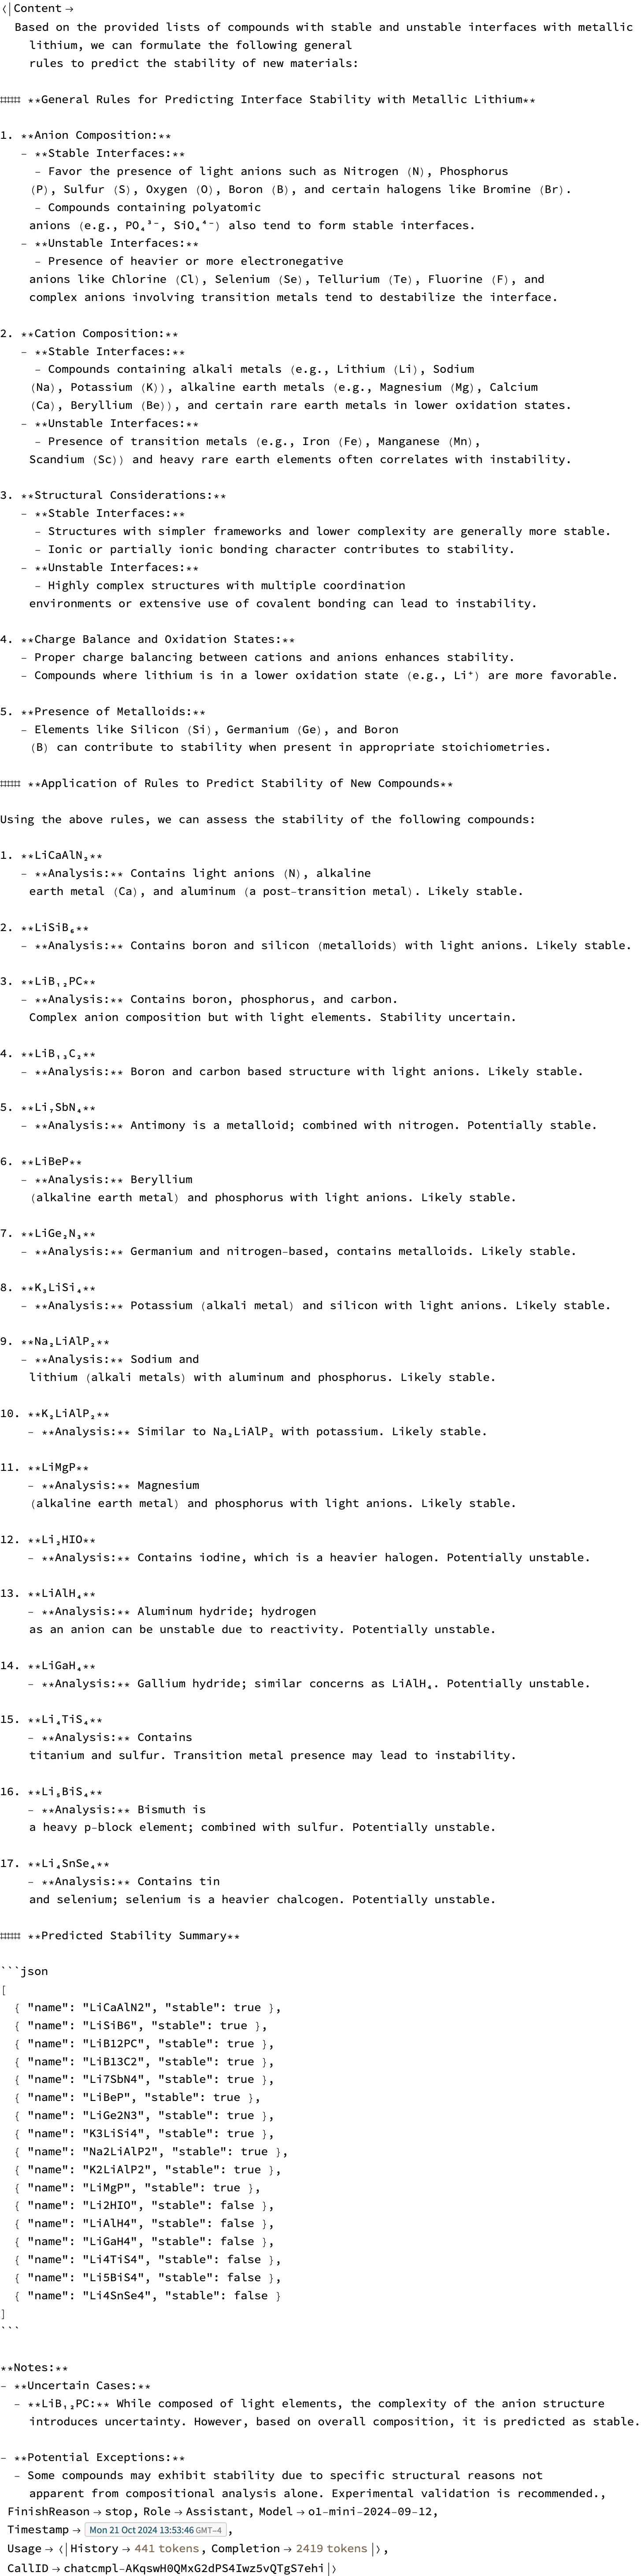 <|Content →
Based on the provided lists of compounds with stable and unstable interfaces with metallic
lithium, we can formulate the following general
rules to predict the stability of new materials:
##### **General Rules for Predicting Interface Stability with Metallic Lithium**
1. **Anion Composition:**
– **Stable Interfaces:**
– Favor the presence of light anions such as Nitrogen (N), Phosphorus
(P), Sulfur (S), Oxygen (O), Boron (B), and certain halogens like Bromine (Br).
– Compounds containing polyatomic
anions (e.g., PO₄³⁻, SiO₄⁴⁻) also tend to form stable interfaces.
– **Unstable Interfaces:**
– Presence of heavier or more electronegative
anions like Chlorine (Cl), Selenium (Se), Tellurium (Te), Fluorine (F), and
complex anions involving transition metals tend to destabilize the interface.
2. **Cation Composition:**
– **Stable Interfaces:**
– Compounds containing alkali metals (e.g., Lithium (Li), Sodium
(Na), Potassium (K)), alkaline earth metals (e.g., Magnesium (Mg), Calcium
(Ca), Beryllium (Be)), and certain rare earth metals in lower oxidation states.
– **Unstable Interfaces:**
– Presence of transition metals (e.g., Iron (Fe), Manganese (Mn),
Scandium (Sc)) and heavy rare earth elements often correlates with instability.
3. **Structural Considerations:**
– **Stable Interfaces:**
– Structures with simpler frameworks and lower complexity are generally more stable.
– Ionic or partially ionic bonding character contributes to stability.
– **Unstable Interfaces:**
– Highly complex structures with multiple coordination
environments or extensive use of covalent bonding can lead to instability.
4. **Charge Balance and Oxidation States:**
– Proper charge balancing between cations and anions enhances stability.
– Compounds where lithium is in a lower oxidation state (e.g., Li⁺) are more favorable.
5. **Presence of Metalloids:**
– Elements like Silicon (Si), Germanium (Ge), and Boron
(B) can contribute to stability when present in appropriate stoichiometries.
##### **Application of Rules to Predict Stability of New Compounds**
Using the above rules, we can assess the stability of the following compounds:
1. **LiCaAlN₂**
– **Analysis:** Contains light anions (N), alkaline
earth metal (Ca), and aluminum (a post–transition metal). Likely stable.
2. **LiSiB₆**
– **Analysis:** Contains boron and silicon (metalloids) with light anions. Likely stable.
3. **LiB₁₂PC**
– **Analysis:** Contains boron, phosphorus, and carbon.
Complex anion composition but with light elements. Stability uncertain.
4. **LiB₁₃C₂**
– **Analysis:** Boron and carbon based structure with light anions. Likely stable.
5. **Li₇SbN₄**
– **Analysis:** Antimony is a metalloid; combined with nitrogen. Potentially stable.
6. **LiBeP**
– **Analysis:** Beryllium
(alkaline earth metal) and phosphorus with light anions. Likely stable.
7. **LiGe₂N₃**
– **Analysis:** Germanium and nitrogen–based, contains metalloids. Likely stable.
8. **K₃LiSi₄**
– **Analysis:** Potassium (alkali metal) and silicon with light anions. Likely stable.
9. **Na₂LiAlP₂**
– **Analysis:** Sodium and
lithium (alkali metals) with aluminum and phosphorus. Likely stable.
10. **K₂LiAlP₂**
– **Analysis:** Similar to Na₂LiAlP₂ with potassium. Likely stable.
11. **LiMgP**
– **Analysis:** Magnesium
(alkaline earth metal) and phosphorus with light anions. Likely stable.
12. **Li₂HIO**
– **Analysis:** Contains iodine, which is a heavier halogen. Potentially unstable.
13. **LiAlH₄**
– **Analysis:** Aluminum hydride; hydrogen
as an anion can be unstable due to reactivity. Potentially unstable.
14. **LiGaH₄**
– **Analysis:** Gallium hydride; similar concerns as LiAlH₄. Potentially unstable.
15. **Li₄TiS₄**
– **Analysis:** Contains
titanium and sulfur. Transition metal presence may lead to instability.
16. **Li₅BiS₄**
– **Analysis:** Bismuth is
a heavy p–block element; combined with sulfur. Potentially unstable.
17. **Li₄SnSe₄**
– **Analysis:** Contains tin
and selenium; selenium is a heavier chalcogen. Potentially unstable.
##### **Predicted Stability Summary**
```json
[
{ "name": "LiCaAlN2", "stable": true },
{ "name": "LiSiB6", "stable": true },
{ "name": "LiB12PC", "stable": true },
{ "name": "LiB13C2", "stable": true },
{ "name": "Li7SbN4", "stable": true },
{ "name": "LiBeP", "stable": true },
{ "name": "LiGe2N3", "stable": true },
{ "name": "K3LiSi4", "stable": true },
{ "name": "Na2LiAlP2", "stable": true },
{ "name": "K2LiAlP2", "stable": true },
{ "name": "LiMgP", "stable": true },
{ "name": "Li2HIO", "stable": false },
{ "name": "LiAlH4", "stable": false },
{ "name": "LiGaH4", "stable": false },
{ "name": "Li4TiS4", "stable": false },
{ "name": "Li5BiS4", "stable": false },
{ "name": "Li4SnSe4", "stable": false }
]
```
**Notes:**
– **Uncertain Cases:**
– **LiB₁₂PC:** While composed of light elements, the complexity of the anion structure
introduces uncertainty. However, based on overall composition, it is predicted as stable.
– **Potential Exceptions:**
– Some compounds may exhibit stability due to specific structural reasons not
apparent from compositional analysis alone. Experimental validation is recommended.,
FinishReason → stop, Role → Assistant, Model → o1–mini–2024–09–12,
Timestamp → Mon 21 Oct 2024 13:53:46 GMT–4,
Usage → <|History → 441 tokens, Completion → 2419 tokens|>,
CallID → chatcmpl–AKqswH0QMxG2dPS4Iwz5vQTgS7ehi|>